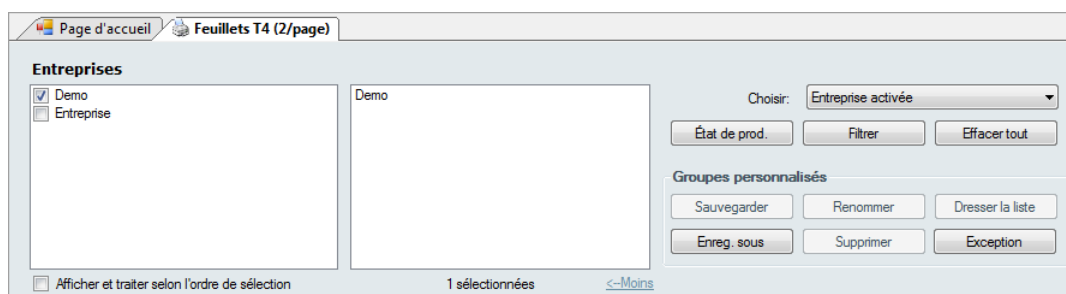 Page d'accueil Feuillets T4 (2/page)
Entreprises
Demo Demo Choisir: Entreprise activée
Entreprise
État de prod. Filtrer Effacer tout
Groupes personnalisés
Sauvegarder Renommer Dresser la liste
Enreg. sous Supprimer Exception
Afficher et traiter selon l'ordre de sélection 1 sélectionnées <--Moins